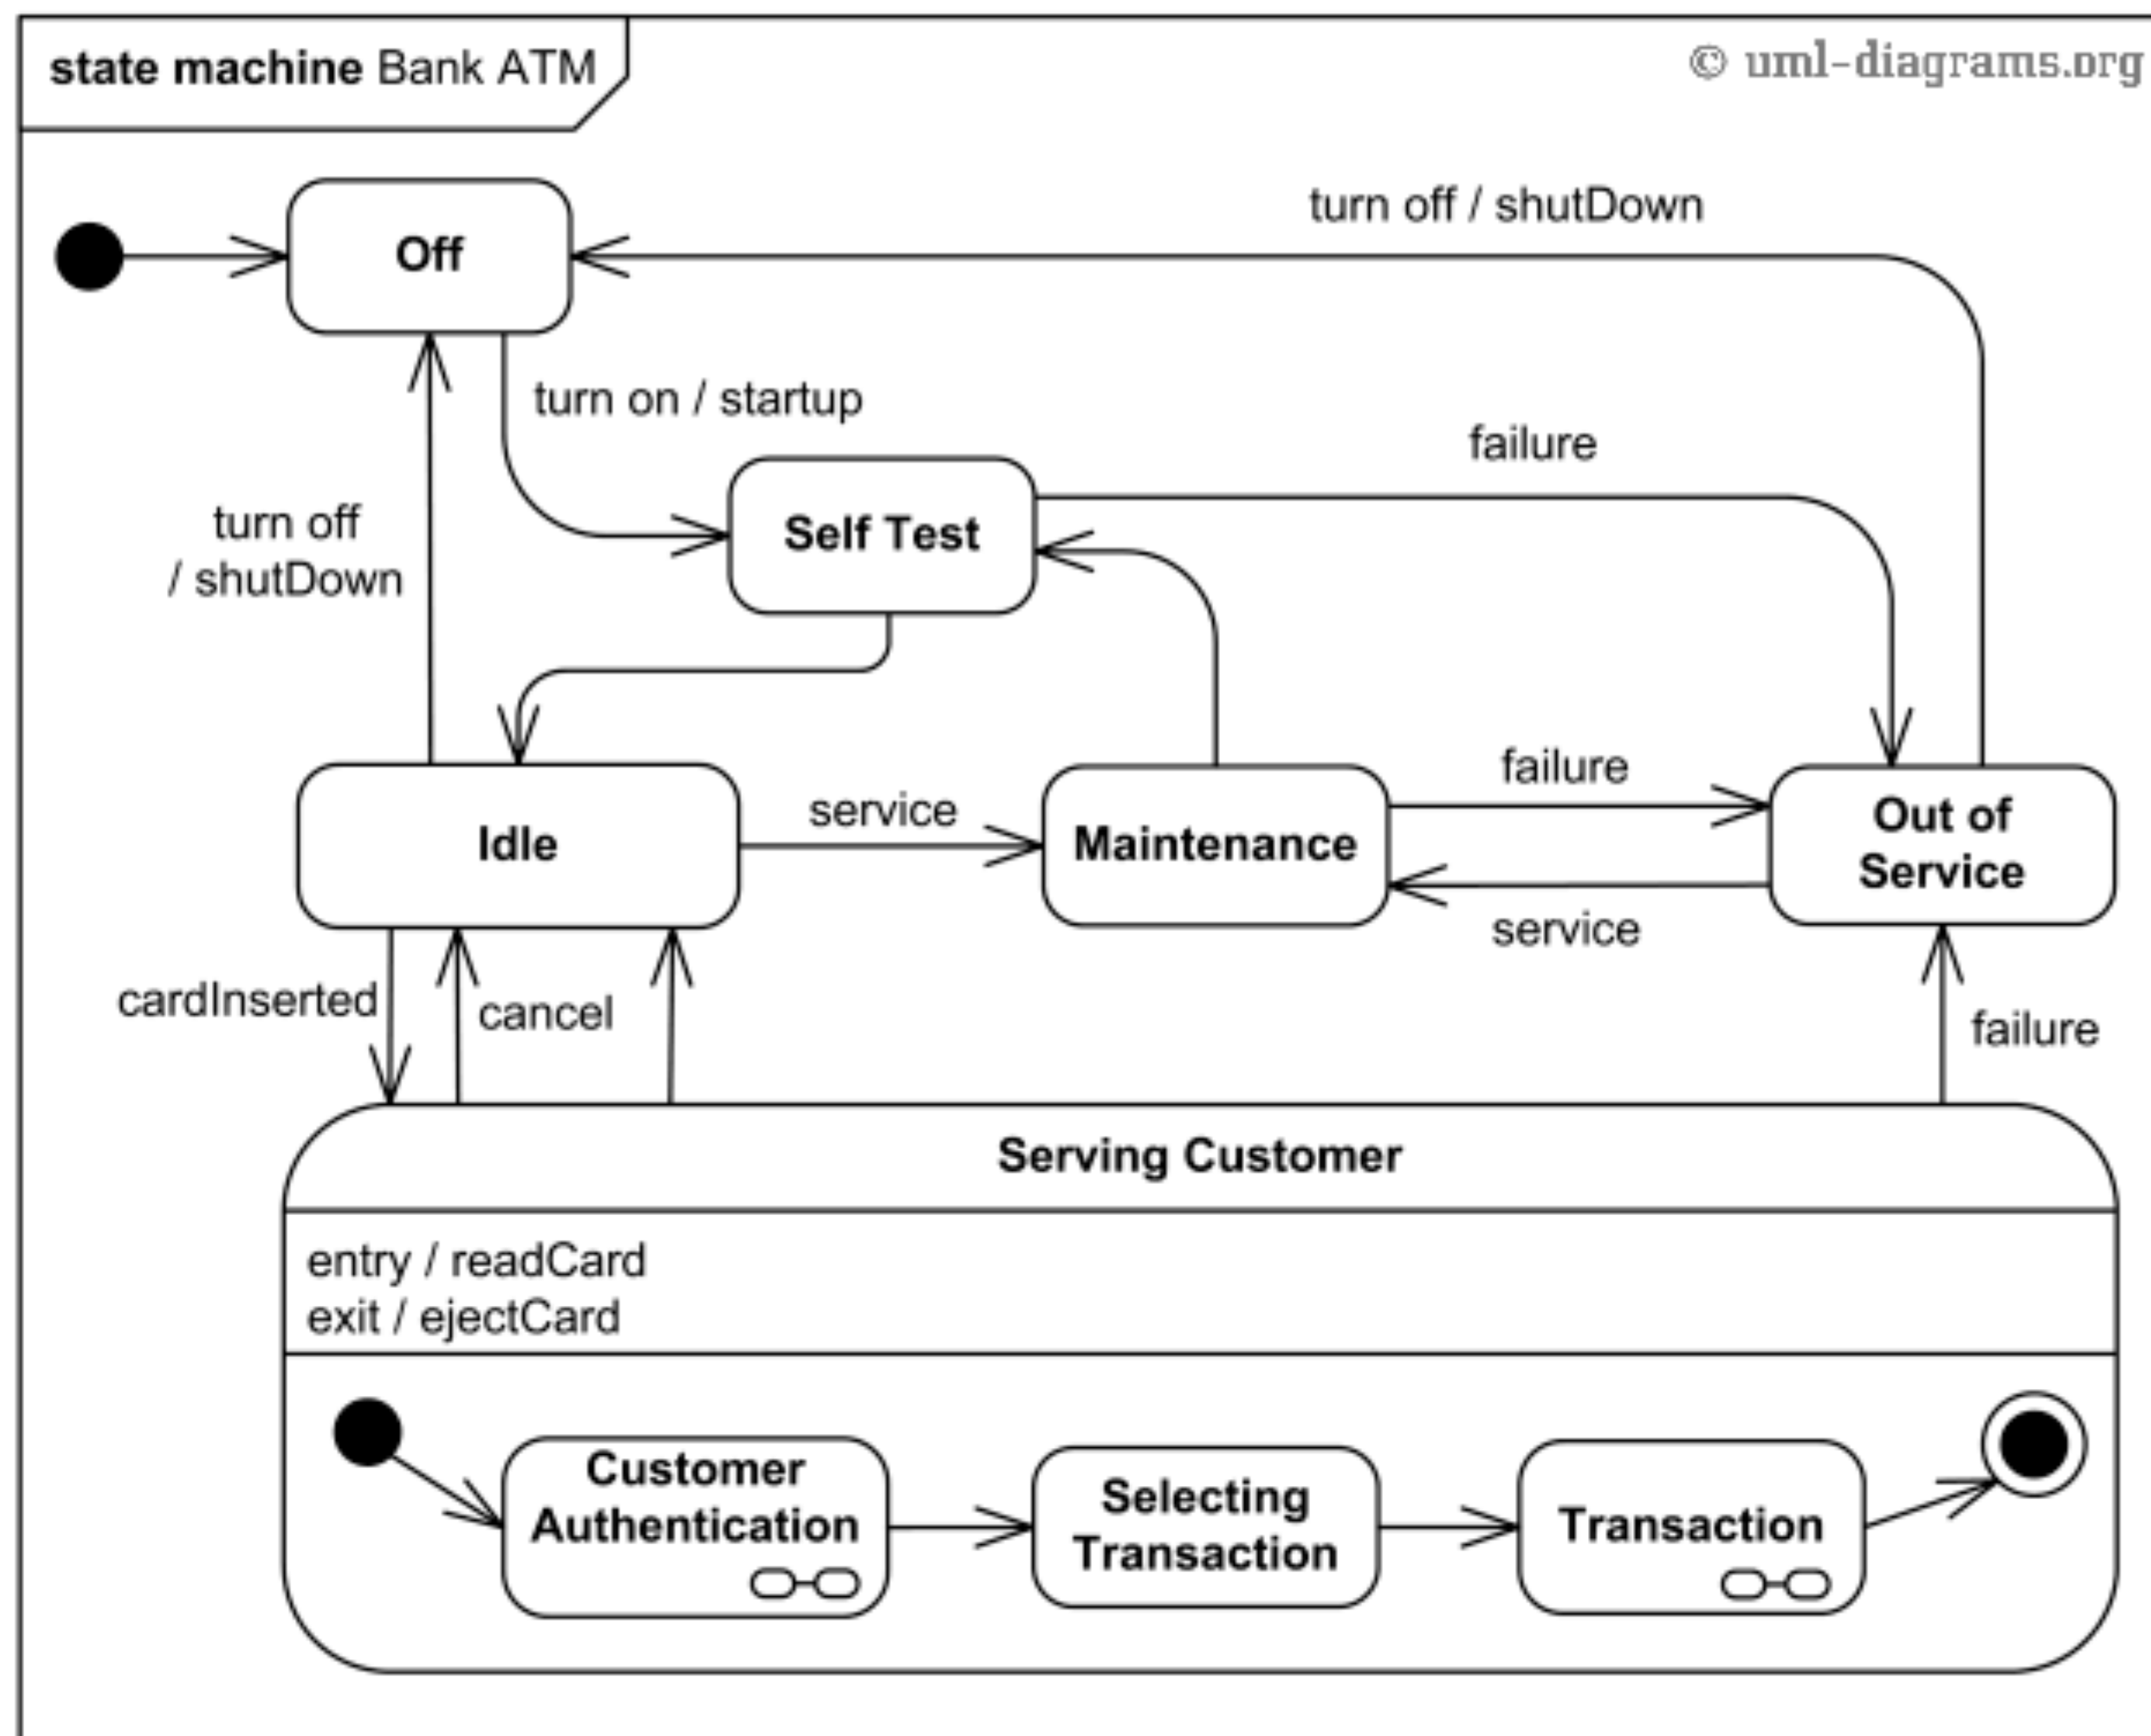 state machine Bank ATM
© uml-diagrams.org
turn off / shutDown
Off
turn on / startup
failure
turn off
/ shutDown
Self Test
failure
service
Idle
Maintenance
Out of
Service
service
cardInserted
cancel
failure
Serving Customer
entry / readCard
exit / ejectCard
Customer
Authentication
Selecting
Transaction
Transaction